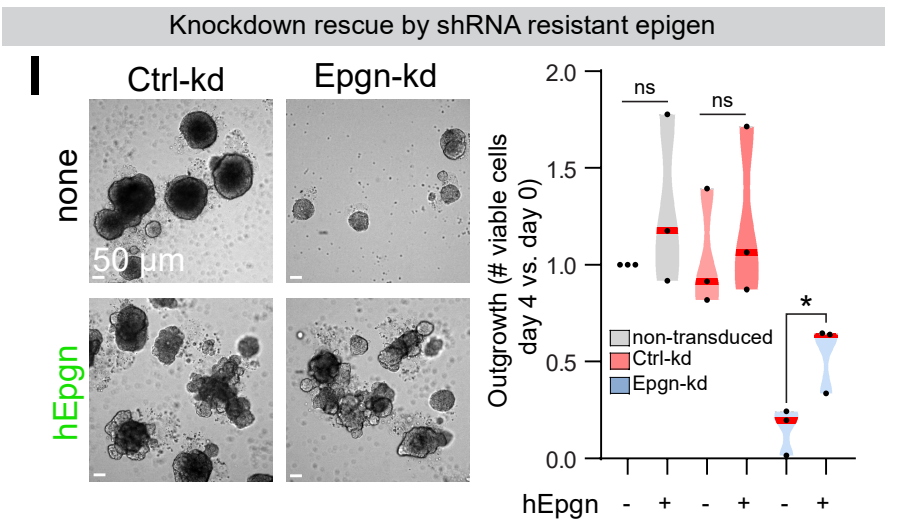 Knockdown rescue by shRNA resistant epigen
I
Ctrl-kd
Epgn-kd
none
50 µm
hEpgn
Outgrowth (# viable cells
day 4 vs. day 0)
2.0
1.5
1.0
0.5
0.0
ns
ns
*
non-transduced
Ctrl-kd
Epgn-kd
hEpgn - + - + - +